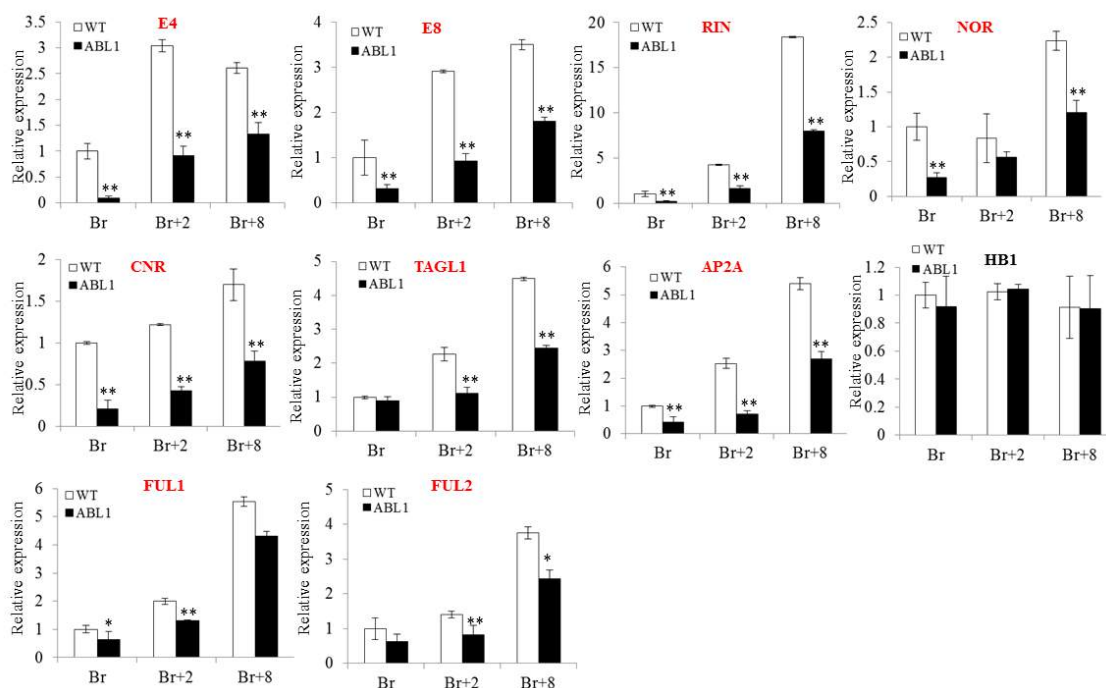 E4
WT
ABL1
Relative expression
3.5
3
2.5
2
1.5
1
0.5
0
**
**
**
Br
Br+2
Br+8
E8
WT
ABL1
Relative expression
4
3
2
1
0
**
**
**
Br
Br+2
Br+8
RIN
WT
ABL1
Relative expression
20
15
10
5
0
**
**
**
Br
Br+2
Br+8
NOR
WT
ABL1
Relative expression
2.5
2
1.5
1
0.5
0
**
**
Br
Br+2
Br+8
CNR
WT
ABL1
Relative expression
2
1.5
1
0.5
0
**
**
**
Br
Br+2
Br+8
TAGL1
WT
ABL1
Relative expression
5
4
3
2
1
0
**
**
Br
Br+2
Br+8
AP2A
WT
ABL1
Relative expression
6
5
4
3
2
1
0
**
**
**
Br
Br+2
Br+8
HB1
WT
ABL1
Relative expression
1.2
1
0.8
0.6
0.4
0.2
0
Br
Br+2
Br+8
FUL1
WT
ABL1
Relative expression
6
5
4
3
2
1
0
*
**
Br
Br+2
Br+8
FUL2
WT
ABL1
Relative expression
5
4
3
2
1
0
**
*
Br
Br+2
Br+8